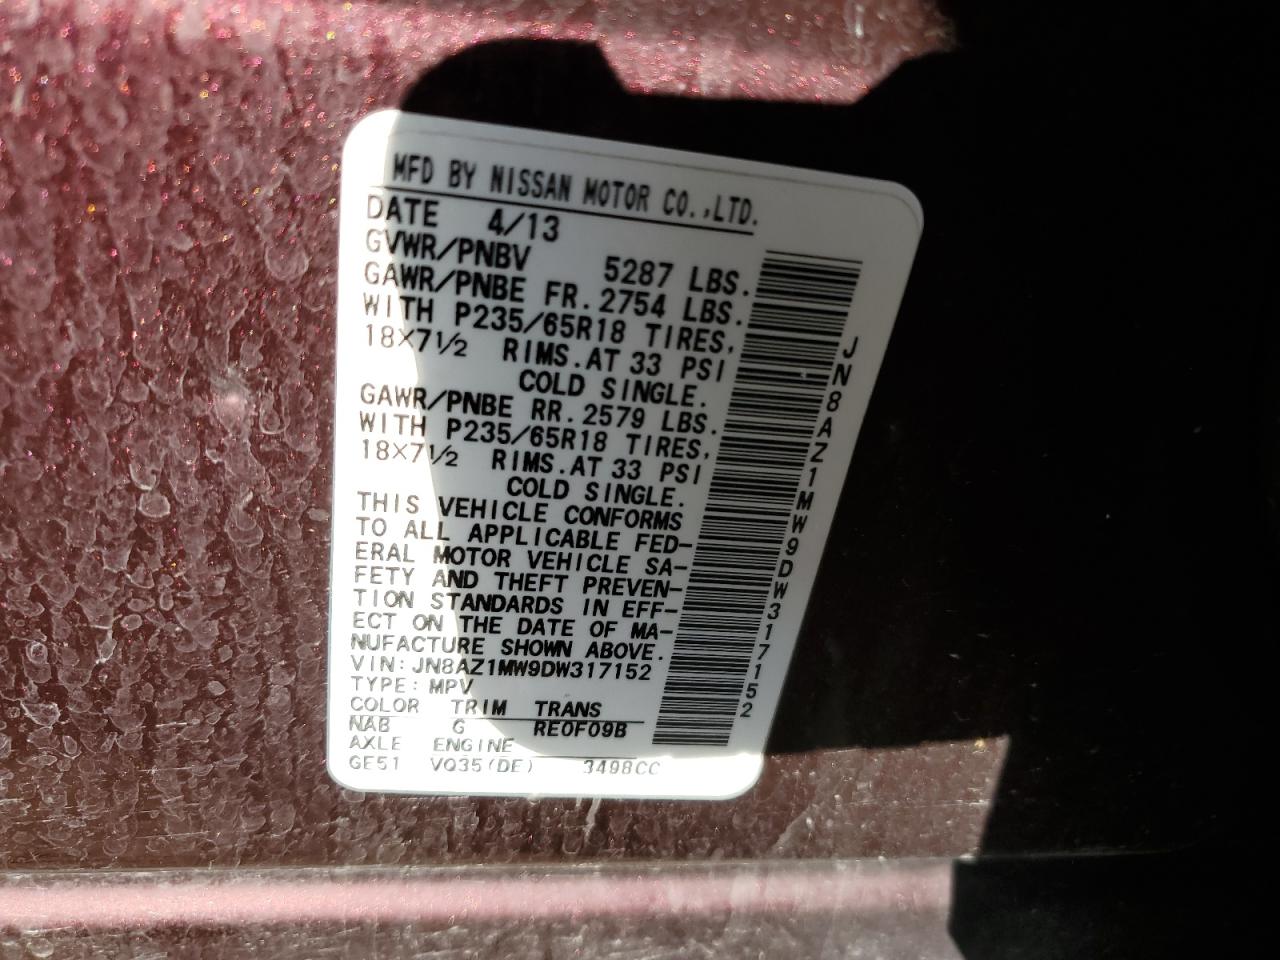 MFD BY NISSAN MOTOR CO.,LTD.
DATE 4/13
GVWR/PNBV 5287 LBS.
GAWR/PNBE FR. 2754 LBS.
WITH P235/65R18 TIRES,
18×7½ RIMS.AT 33 PSI
COLD SINGLE.
GAWR/PNBE RR. 2579 LBS.
WITH P235/65R18 TIRES,
18×7½ RIMS.AT 33 PSI
COLD SINGLE.
THIS VEHICLE CONFORMS
TO ALL APPLICABLE FED-
ERAL MOTOR VEHICLE SA-
FETY AND THEFT PREVEN-
TION STANDARDS IN EFF-
ECT ON THE DATE OF MA-
NUFACTURE SHOWN ABOVE.
VIN:JN8AZ1MW9DW317152
TYPE:MPV
COLOR TRIM TRANS
NAB G RE0F09B
AXLE ENGINE
GE51 VQ35(DE) 3498CC
JN8AZ1MW9DW317152